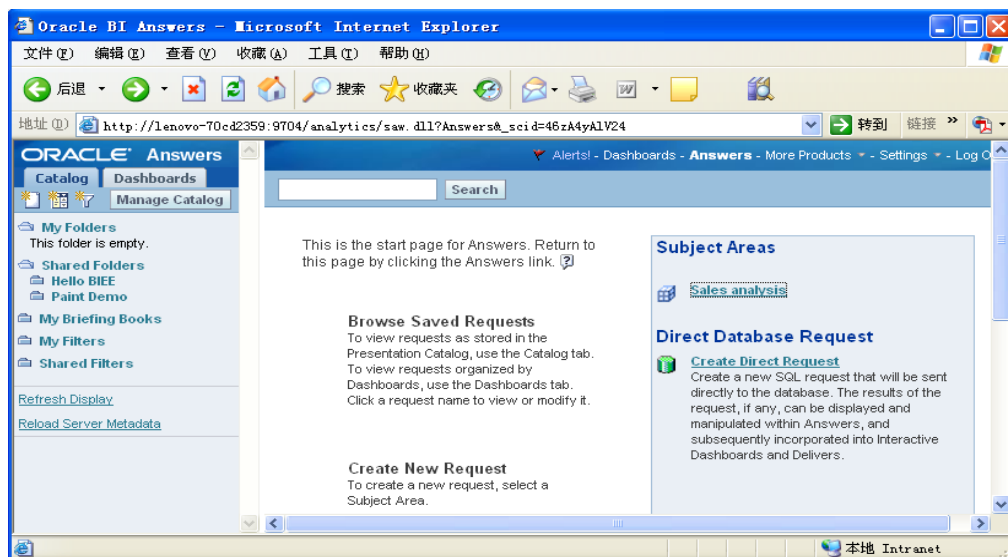 Oracle BI Answers - Microsoft Internet Explorer
文件(F) 编辑(E) 查看(V) 收藏(A) 工具(T) 帮助(H)
后退 搜索 收藏夹
地址(D) http://lenovo-70cd2359:9704/analytics/saw.dll?Answers&_scid=46zA4yAlV24 转到 链接 »
ORACLE Answers
Alerts! - Dashboards - Answers - More Products - Settings - Log O
Catalog Dashboards
Manage Catalog
Search
My Folders
This folder is empty.
Shared Folders
Hello BIEE
Paint Demo
My Briefing Books
My Filters
Shared Filters
Refresh Display
Reload Server Metadata
This is the start page for Answers. Return to
this page by clicking the Answers link. ?
Browse Saved Requests
To view requests as stored in the
Presentation Catalog, use the Catalog tab.
To view requests organized by
Dashboards, use the Dashboards tab.
Click a request name to view or modify it.
Create New Request
To create a new request, select a
Subject Area.
Subject Areas
Sales analysis
Direct Database Request
Create Direct Request
Create a new SQL request that will be sent
directly to the database. The results of the
request, if any, can be displayed and
manipulated within Answers, and
subsequently incorporated into Interactive
Dashboards and Delivers.
本地 Intranet